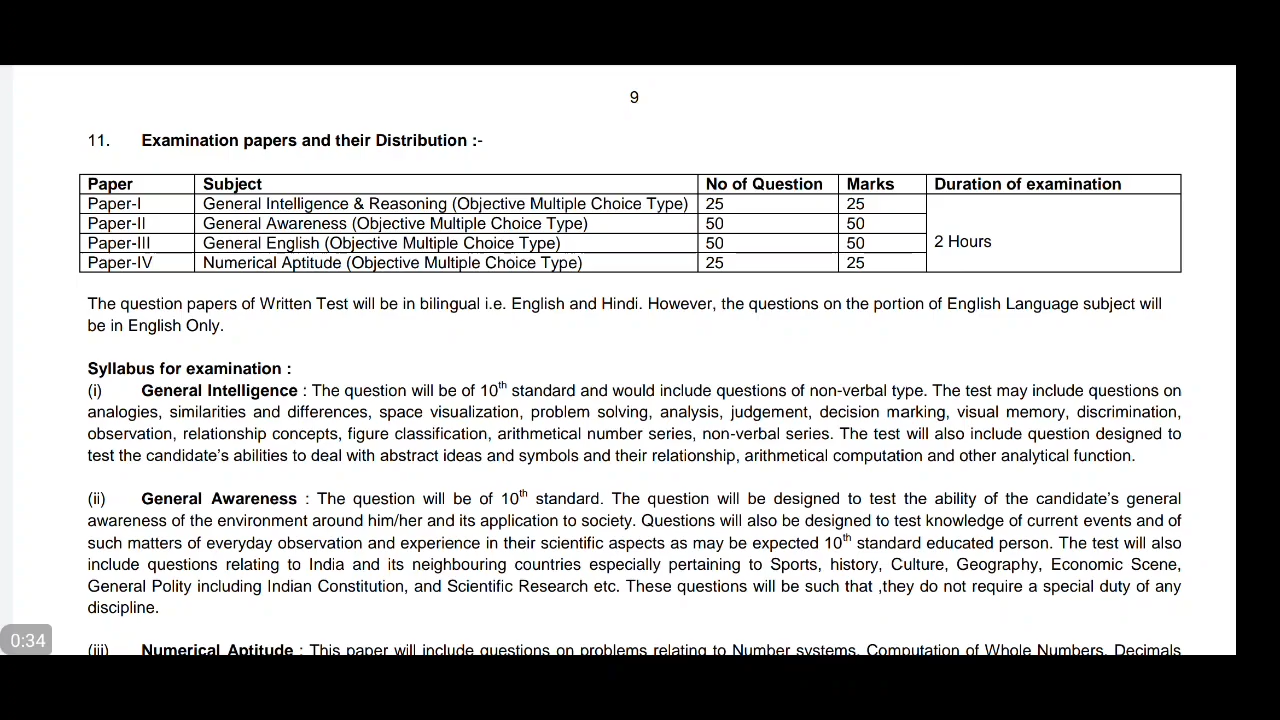 9
11. Examination papers and their Distribution :-
Paper Subject No of Question Marks Duration of examination
Paper-I General Intelligence & Reasoning (Objective Multiple Choice Type) 25 25
Paper-II General Awareness (Objective Multiple Choice Type) 50 50
Paper-III General English (Objective Multiple Choice Type) 50 50 2 Hours
Paper-IV Numerical Aptitude (Objective Multiple Choice Type) 25 25
The question papers of Written Test will be in bilingual i.e. English and Hindi. However, the questions on the portion of English Language subject will
be in English Only.
Syllabus for examination :
(i) General Intelligence : The question will be of 10th standard and would include questions of non-verbal type. The test may include questions on
analogies, similarities and differences, space visualization, problem solving, analysis, judgement, decision marking, visual memory, discrimination,
observation, relationship concepts, figure classification, arithmetical number series, non-verbal series. The test will also include question designed to
test the candidate's abilities to deal with abstract ideas and symbols and their relationship, arithmetical computation and other analytical function.
(ii) General Awareness : The question will be of 10th standard. The question will be designed to test the ability of the candidate's general
awareness of the environment around him/her and its application to society. Questions will also be designed to test knowledge of current events and of
such matters of everyday observation and experience in their scientific aspects as may be expected 10th standard educated person. The test will also
include questions relating to India and its neighbouring countries especially pertaining to Sports, history, Culture, Geography, Economic Scene,
General Polity including Indian Constitution, and Scientific Research etc. These questions will be such that ,they do not require a special duty of any
discipline.
0:34
(iii) Numerical Aptitude : This paper will include questions on problems relating to Number systems, Computation of Whole Numbers, Decimals